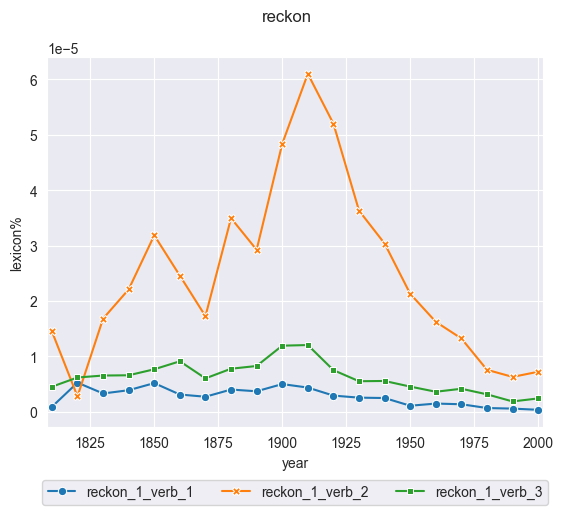 reckon
1e−5
6
5
4
3
2
1
0
lexicon%
1825 1850 1875 1900 1925 1950 1975 2000
year
reckon_1_verb_1 reckon_1_verb_2 reckon_1_verb_3